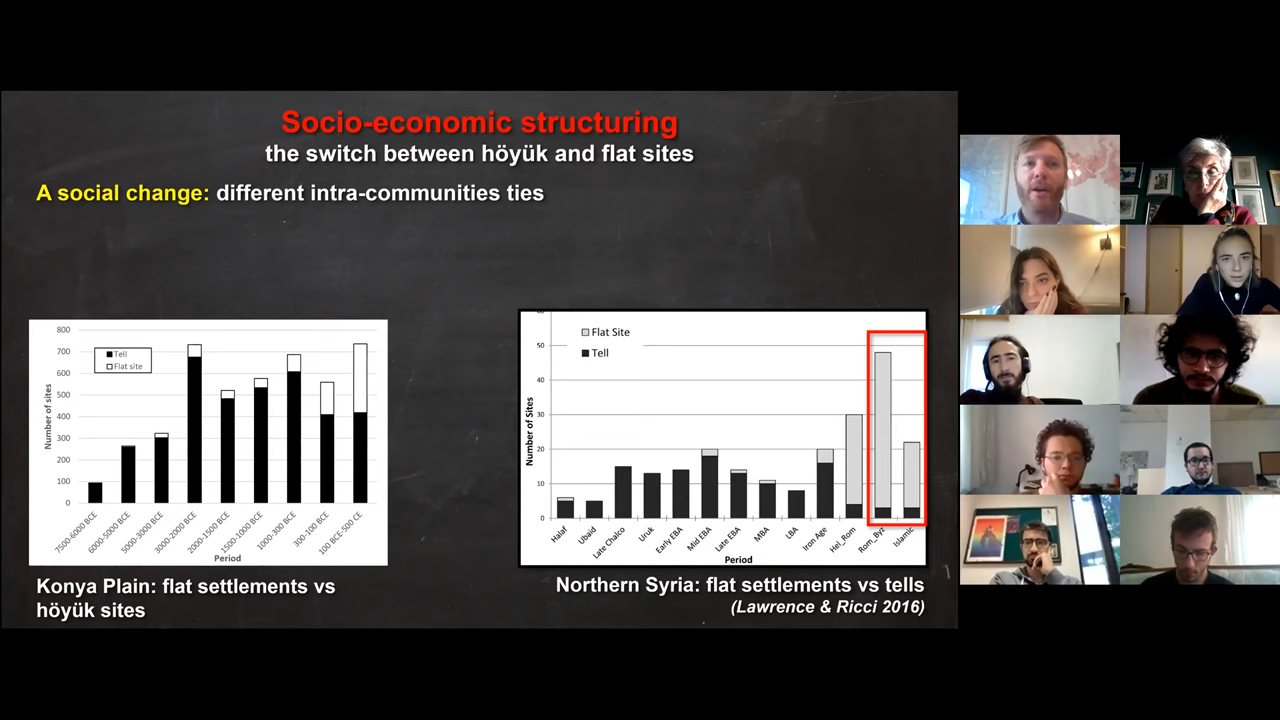 Socio-economic structuring
the switch between höyük and flat sites
A social change: different intra-communities ties
800
700
600
500
400
300
200
100
0
Number of sites
Tell
Flat site
7500-6000 BCE
6000-5000 BCE
5000-3000 BCE
3000-2000 BCE
2000-1500 BCE
1500-1000 BCE
1000-300 BCE
300-100 BCE
100 BCE-500 CE
Period
Konya Plain: flat settlements vs
höyük sites
50
40
30
20
10
0
Number of Sites
Flat Site
Tell
Halaf
Ubaid
Late Chalco
Uruk
Early EBA
Mid EBA
Late EBA
MBA
LBA
Iron Age
Hel_Rom
Rom_Byz
Islamic
Period
Northern Syria: flat settlements vs tells
(Lawrence & Ricci 2016)